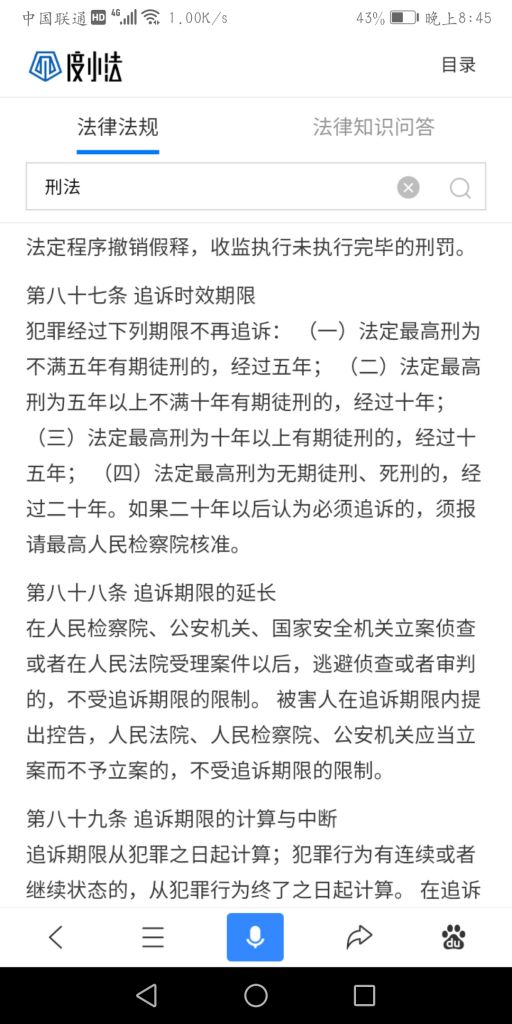 中国联通 HD 4G 1.00K/s 43% 晚上8:45
度小法 目录
法律法规 法律知识问答
刑法
法定程序撤销假释，收监执行未执行完毕的刑罚。
第八十七条 追诉时效期限
犯罪经过下列期限不再追诉： （一）法定最高刑为
不满五年有期徒刑的，经过五年； （二）法定最高
刑为五年以上不满十年有期徒刑的，经过十年；
（三）法定最高刑为十年以上有期徒刑的，经过十
五年； （四）法定最高刑为无期徒刑、死刑的，经
过二十年。如果二十年以后认为必须追诉的，须报
请最高人民检察院核准。
第八十八条 追诉期限的延长
在人民检察院、公安机关、国家安全机关立案侦查
或者在人民法院受理案件以后，逃避侦查或者审判
的，不受追诉期限的限制。 被害人在追诉期限内提
出控告，人民法院、人民检察院、公安机关应当立
案而不予立案的，不受追诉期限的限制。
第八十九条 追诉期限的计算与中断
追诉期限从犯罪之日起计算；犯罪行为有连续或者
继续状态的，从犯罪行为终了之日起计算。 在追诉
du